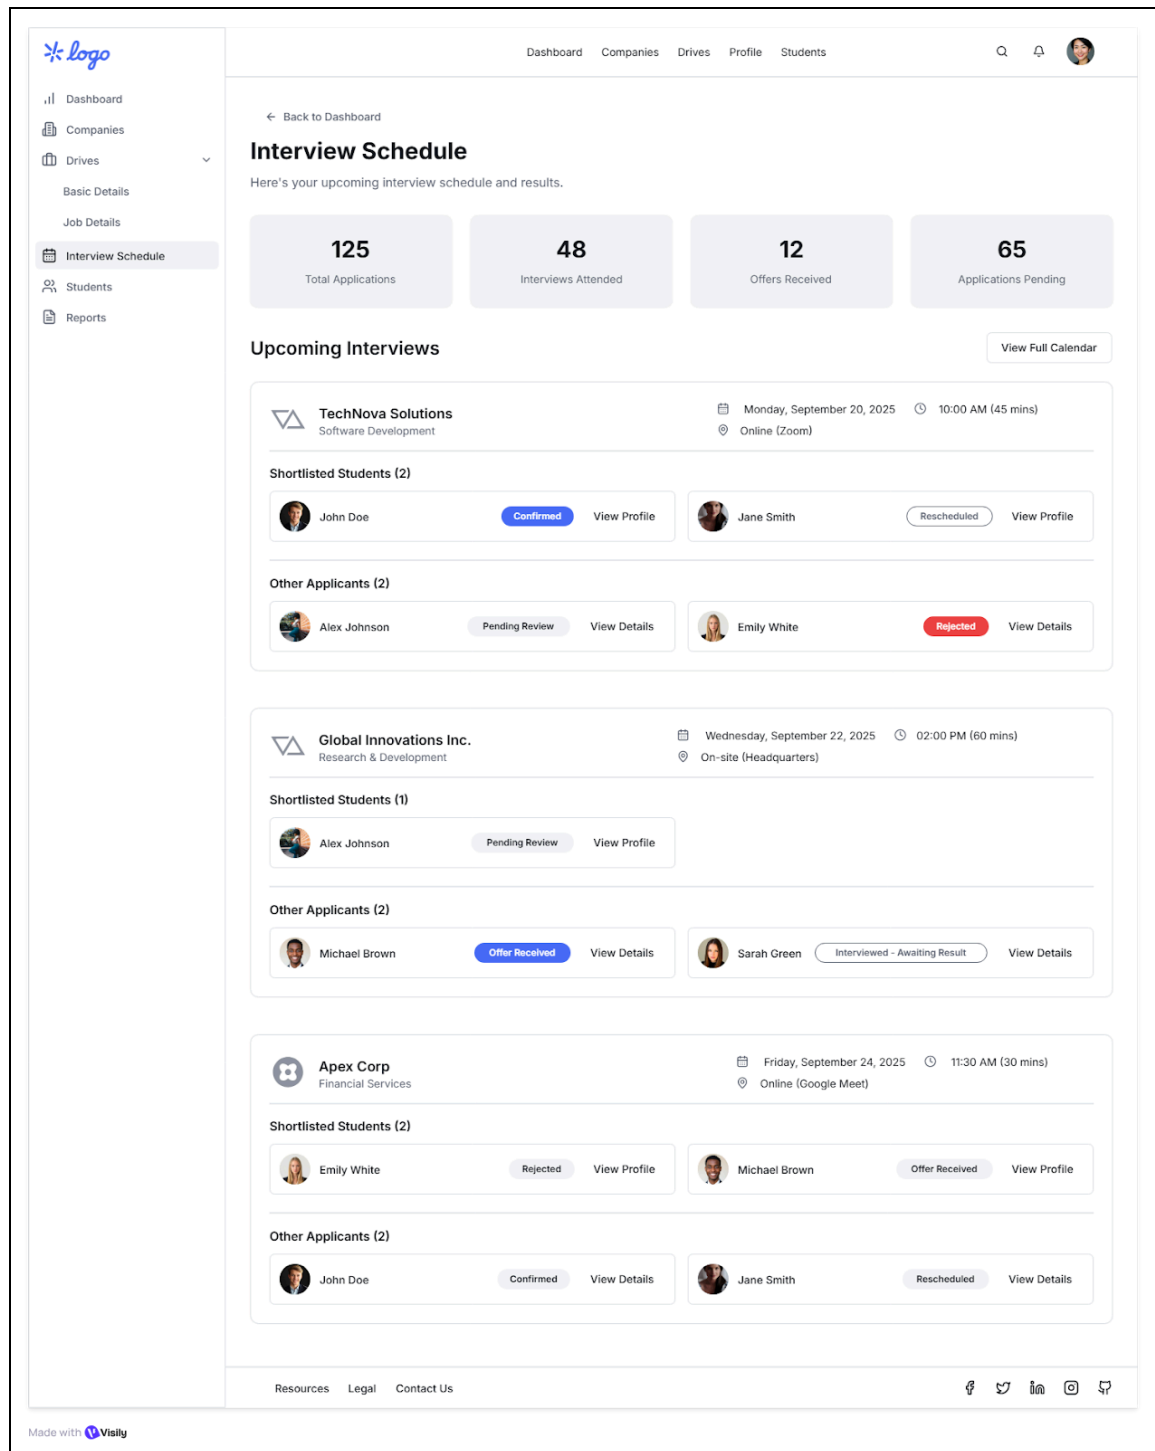 logo
Dashboard Companies Drives Profile Students
Dashboard
Companies
Drives
Basic Details
Job Details
Interview Schedule
Students
Reports
Back to Dashboard
Interview Schedule
Here's your upcoming interview schedule and results.
125
Total Applications
48
Interviews Attended
12
Offers Received
65
Applications Pending
Upcoming Interviews
View Full Calendar
TechNova Solutions
Software Development
Monday, September 20, 2025 10:00 AM (45 mins)
Online (Zoom)
Shortlisted Students (2)
John Doe Confirmed View Profile
Jane Smith Rescheduled View Profile
Other Applicants (2)
Alex Johnson Pending Review View Details
Emily White Rejected View Details
Global Innovations Inc.
Research & Development
Wednesday, September 22, 2025 02:00 PM (60 mins)
On-site (Headquarters)
Shortlisted Students (1)
Alex Johnson Pending Review View Profile
Other Applicants (2)
Michael Brown Offer Received View Details
Sarah Green Interviewed - Awaiting Result View Details
Apex Corp
Financial Services
Friday, September 24, 2025 11:30 AM (30 mins)
Online (Google Meet)
Shortlisted Students (2)
Emily White Rejected View Profile
Michael Brown Offer Received View Profile
Other Applicants (2)
John Doe Confirmed View Details
Jane Smith Rescheduled View Details
Resources Legal Contact Us
Made with Visily